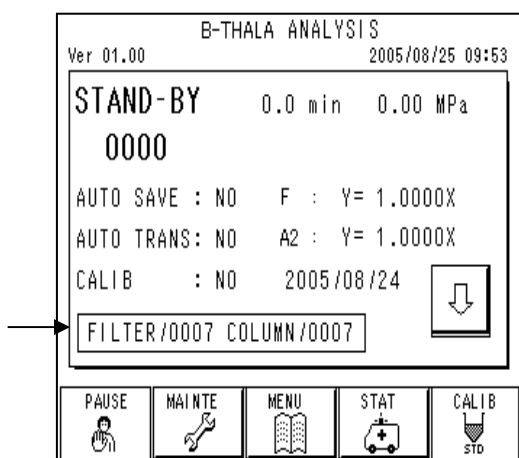 B-THALA ANALYSIS
Ver 01.00 2005/08/25 09:53
STAND-BY 0.0 min 0.00 MPa
0000
AUTO SAVE : NO F : Y= 1.0000X
AUTO TRANS: NO A2 : Y= 1.0000X
CALIB : NO 2005/08/24
FILTER/0007 COLUMN/0007
PAUSE MAINTE MENU STAT CALIB
STD